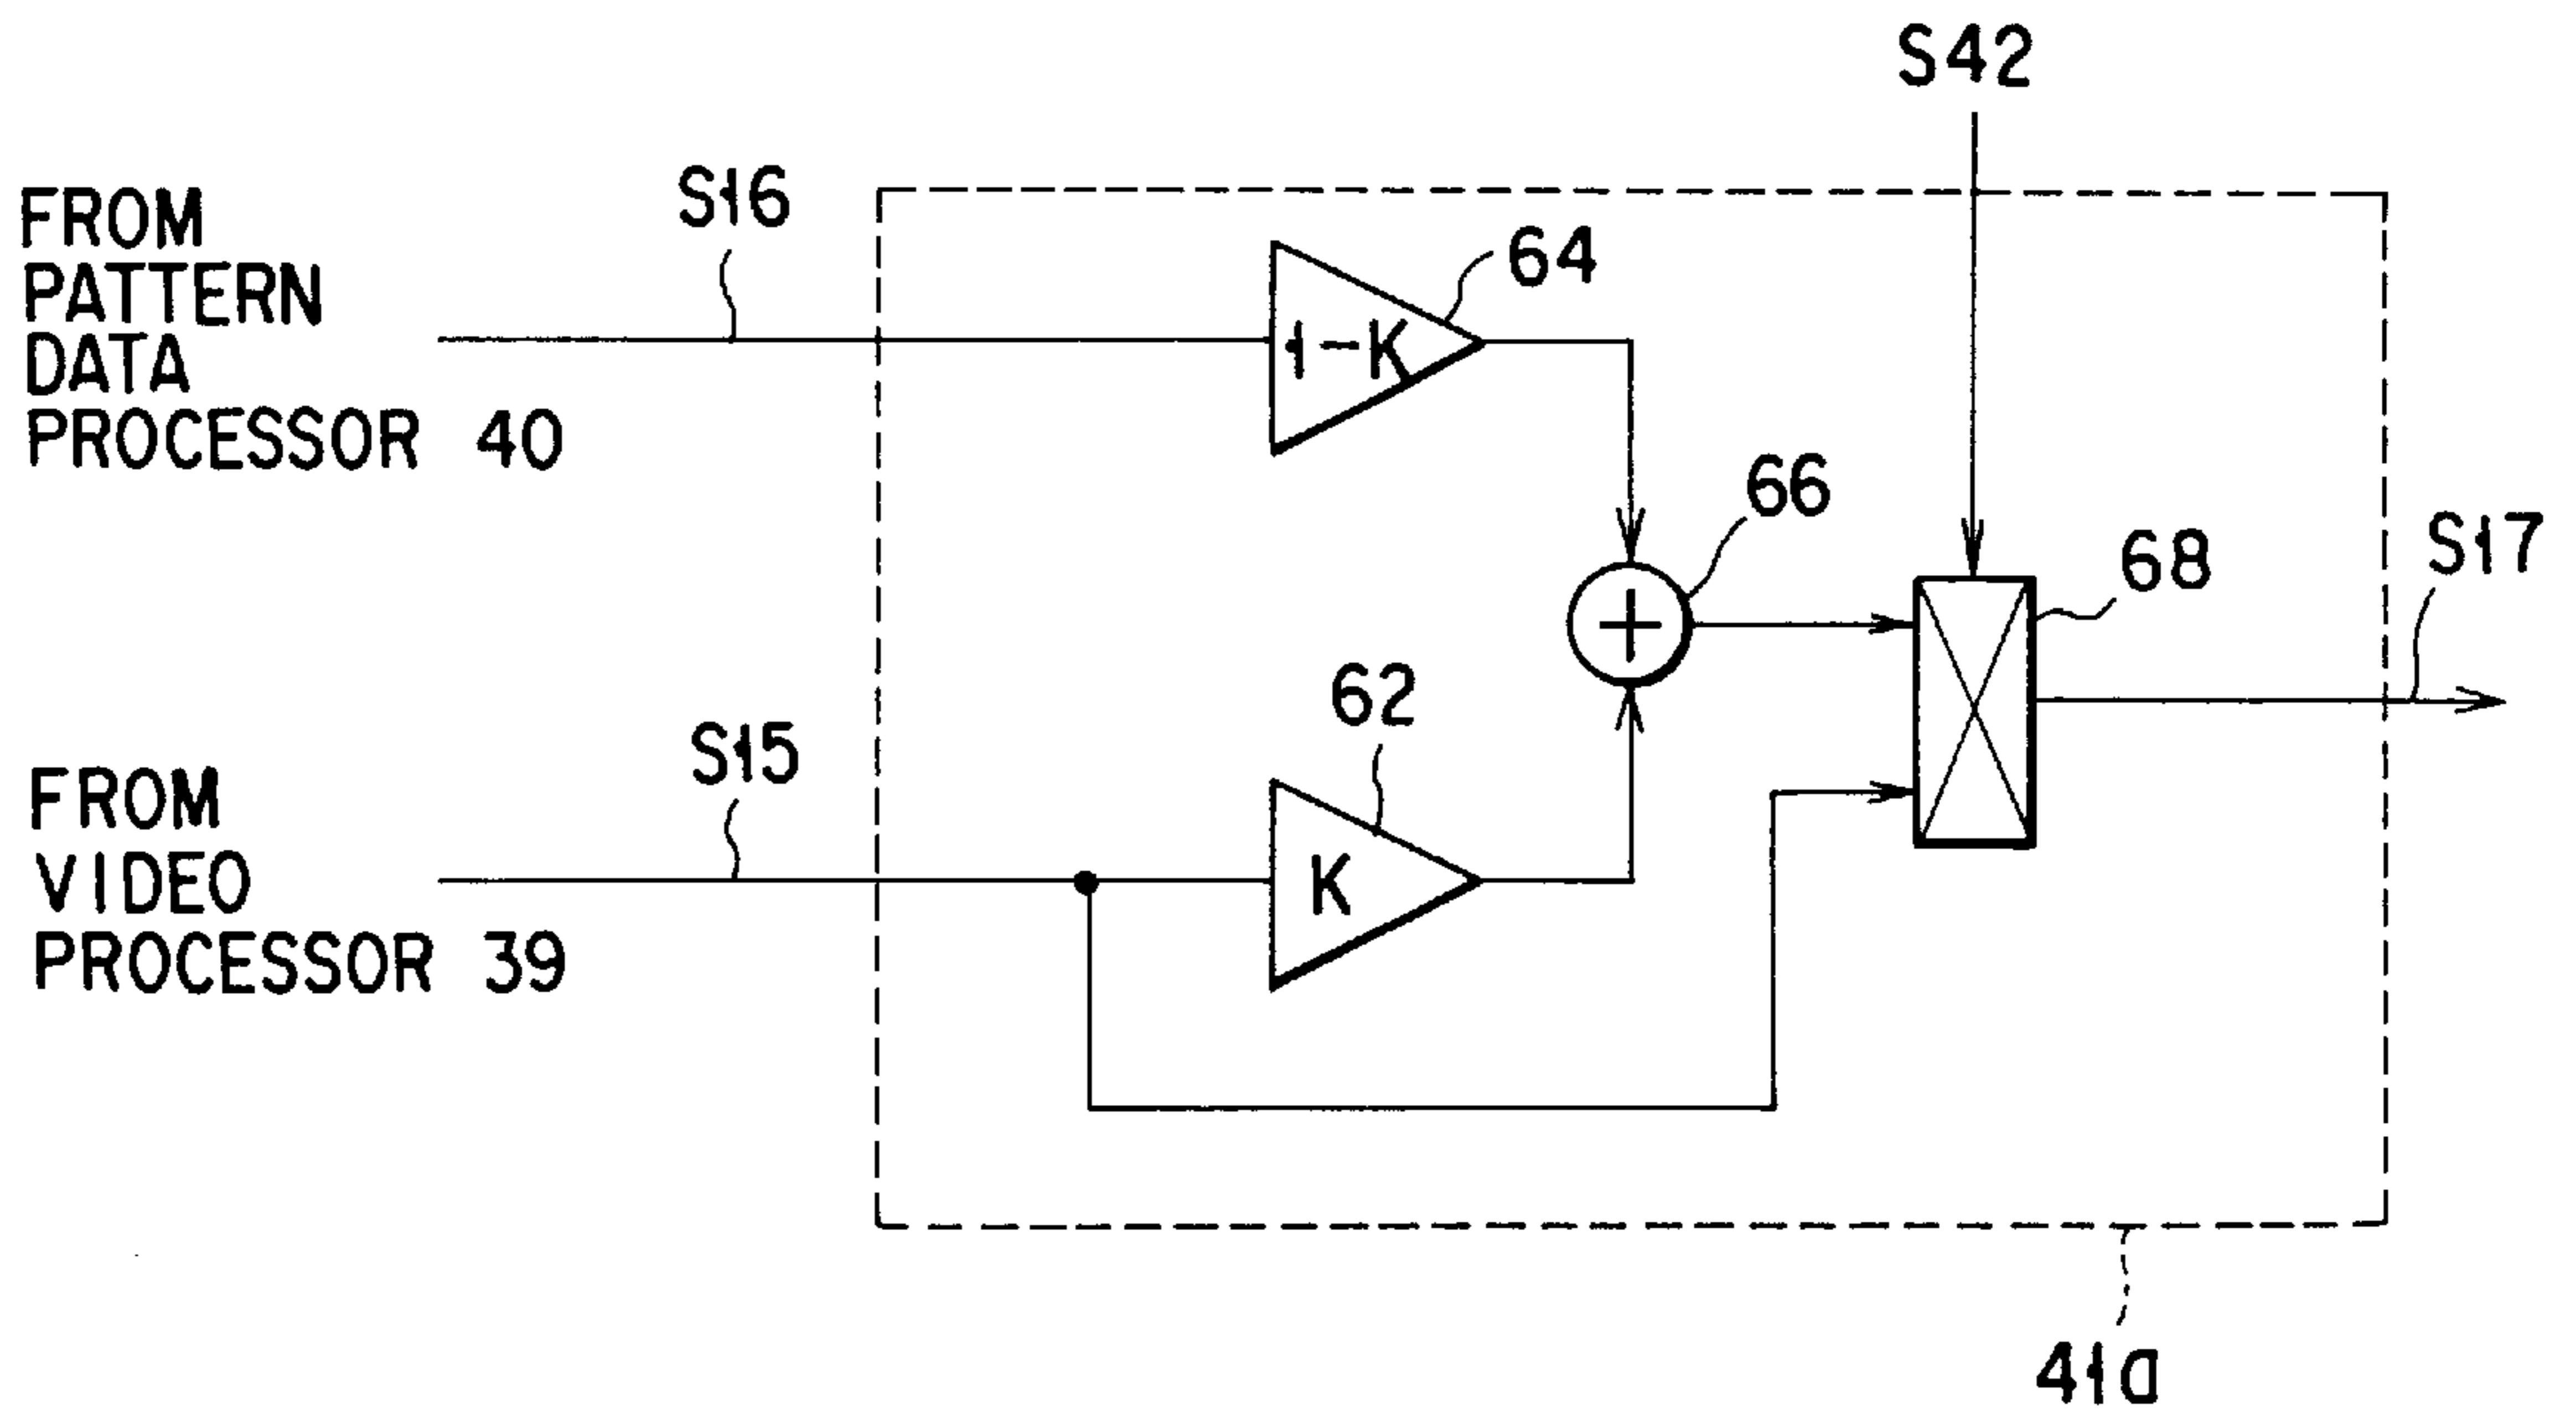 S42
S16
FROM
PATTERN
DATA
PROCESSOR 40
64
1-K
66
68
S17
62
S15
FROM
VIDEO
PROCESSOR 39
K
41a